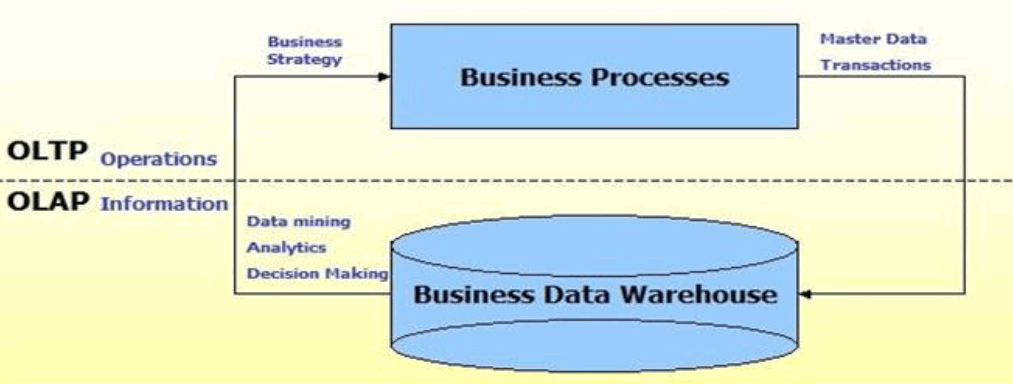 Business
Strategy
Business Processes
Master Data
Transactions
OLTP Operations
OLAP Information
Data mining
Analytics
Decision Making
Business Data Warehouse